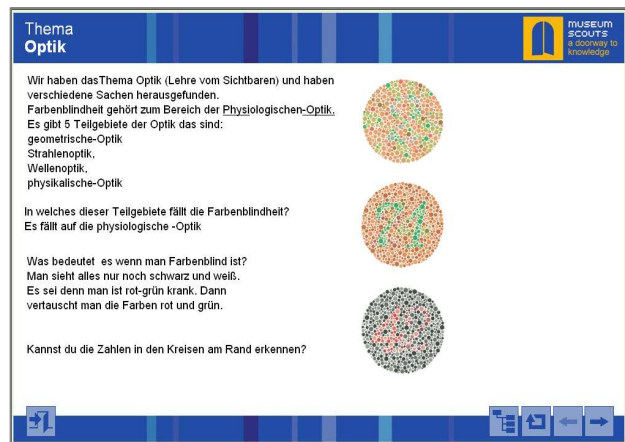 Thema
Optik
museum
scouts
a doorway to
knowledge
Wir haben dasThema Optik (Lehre vom Sichtbaren) und haben
verschiedene Sachen herausgefunden.
Farbenblindheit gehört zum Bereich der Physiologischen-Optik.
Es gibt 5 Teilgebiete der Optik das sind:
geometrische-Optik
Strahlenoptik,
Wellenoptik,
physikalische-Optik
In welches dieser Teilgebiete fällt die Farbenblindheit?
Es fällt auf die physiologische -Optik
Was bedeutet es wenn man Farbenblind ist?
Man sieht alles nur noch schwarz und weiß.
Es sei denn man ist rot-grün krank. Dann
vertauscht man die Farben rot und grün.
Kannst du die Zahlen in den Kreisen am Rand erkennen?
71
42